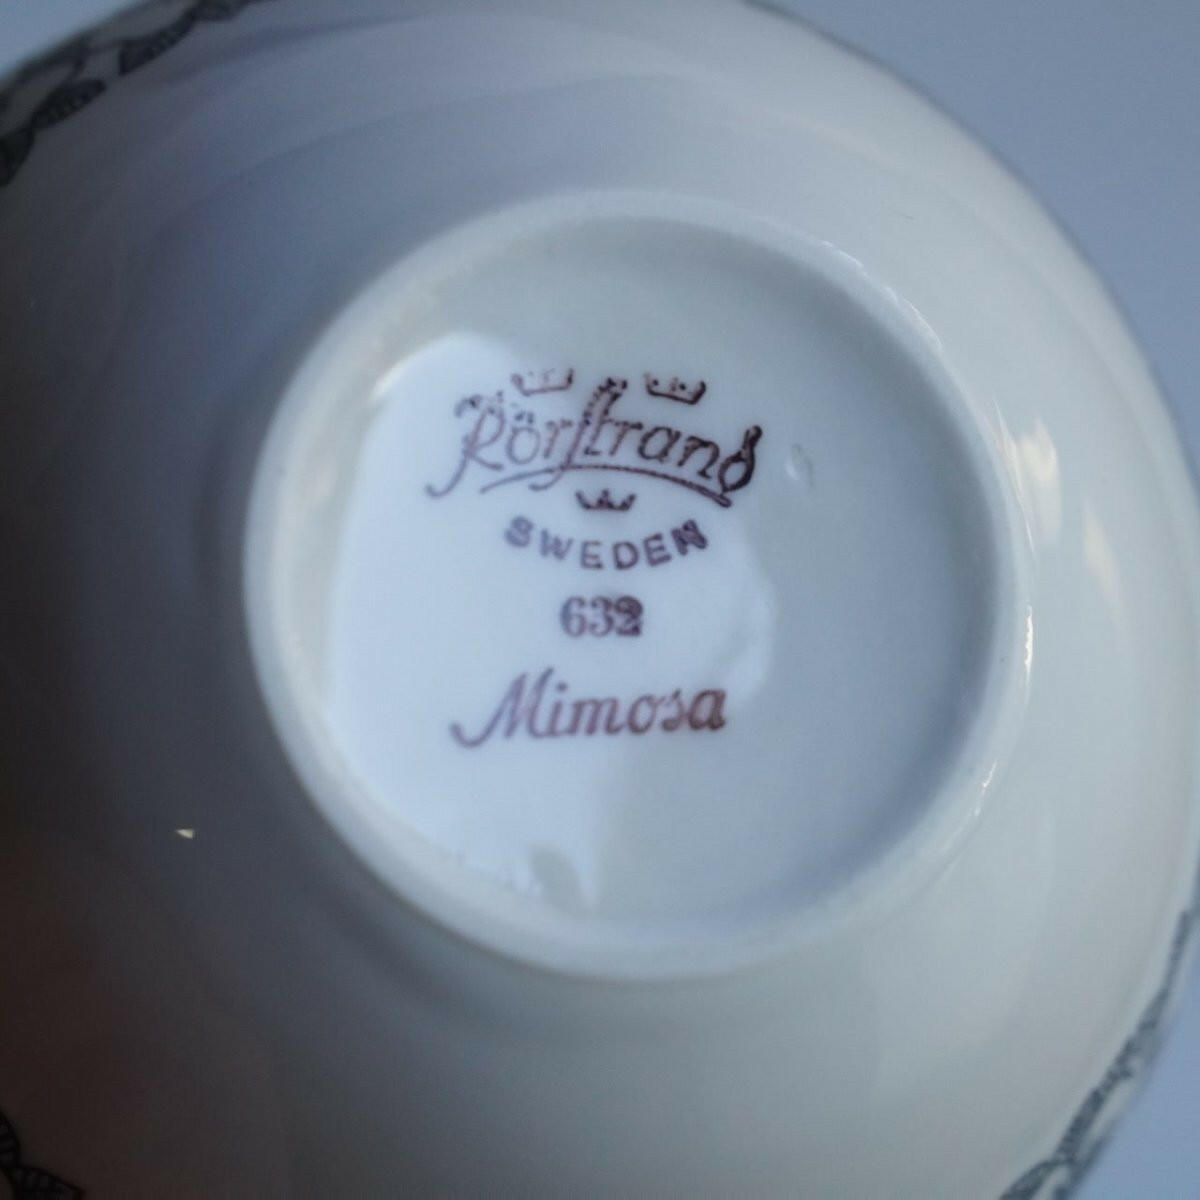 Rörstrand
SWEDEN
632
Mimosa